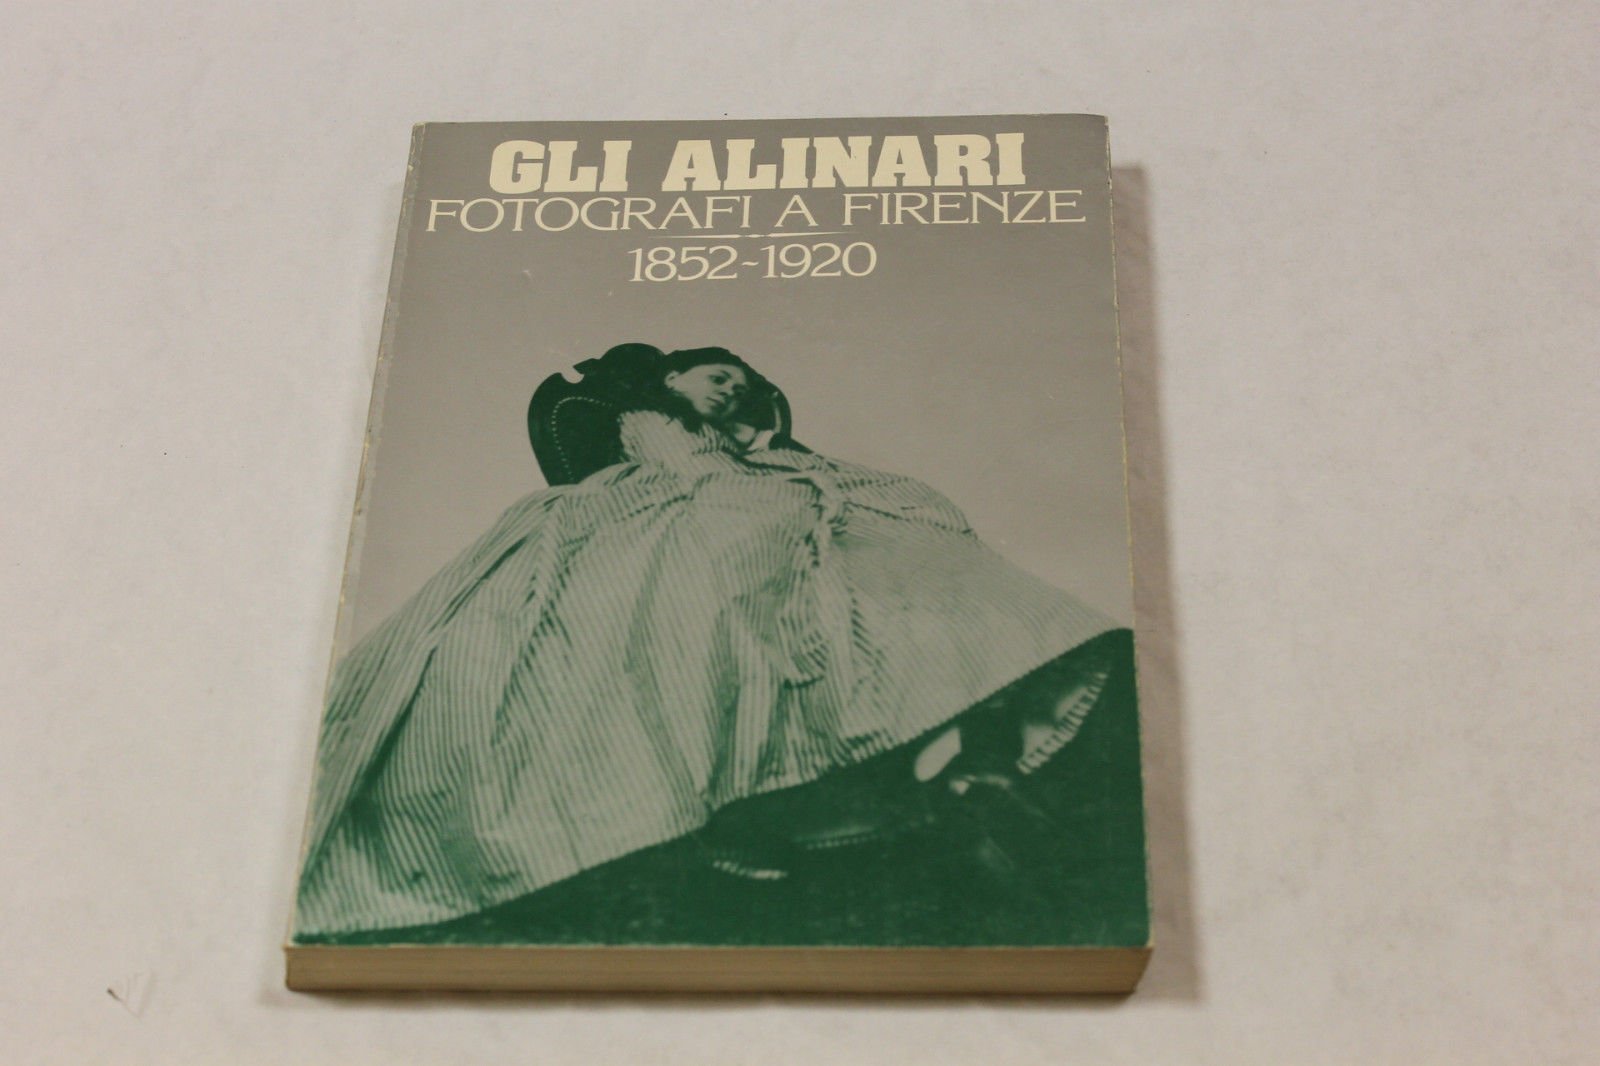 GLI ALINARI
FOTOGRAFI A FIRENZE
1852-1920